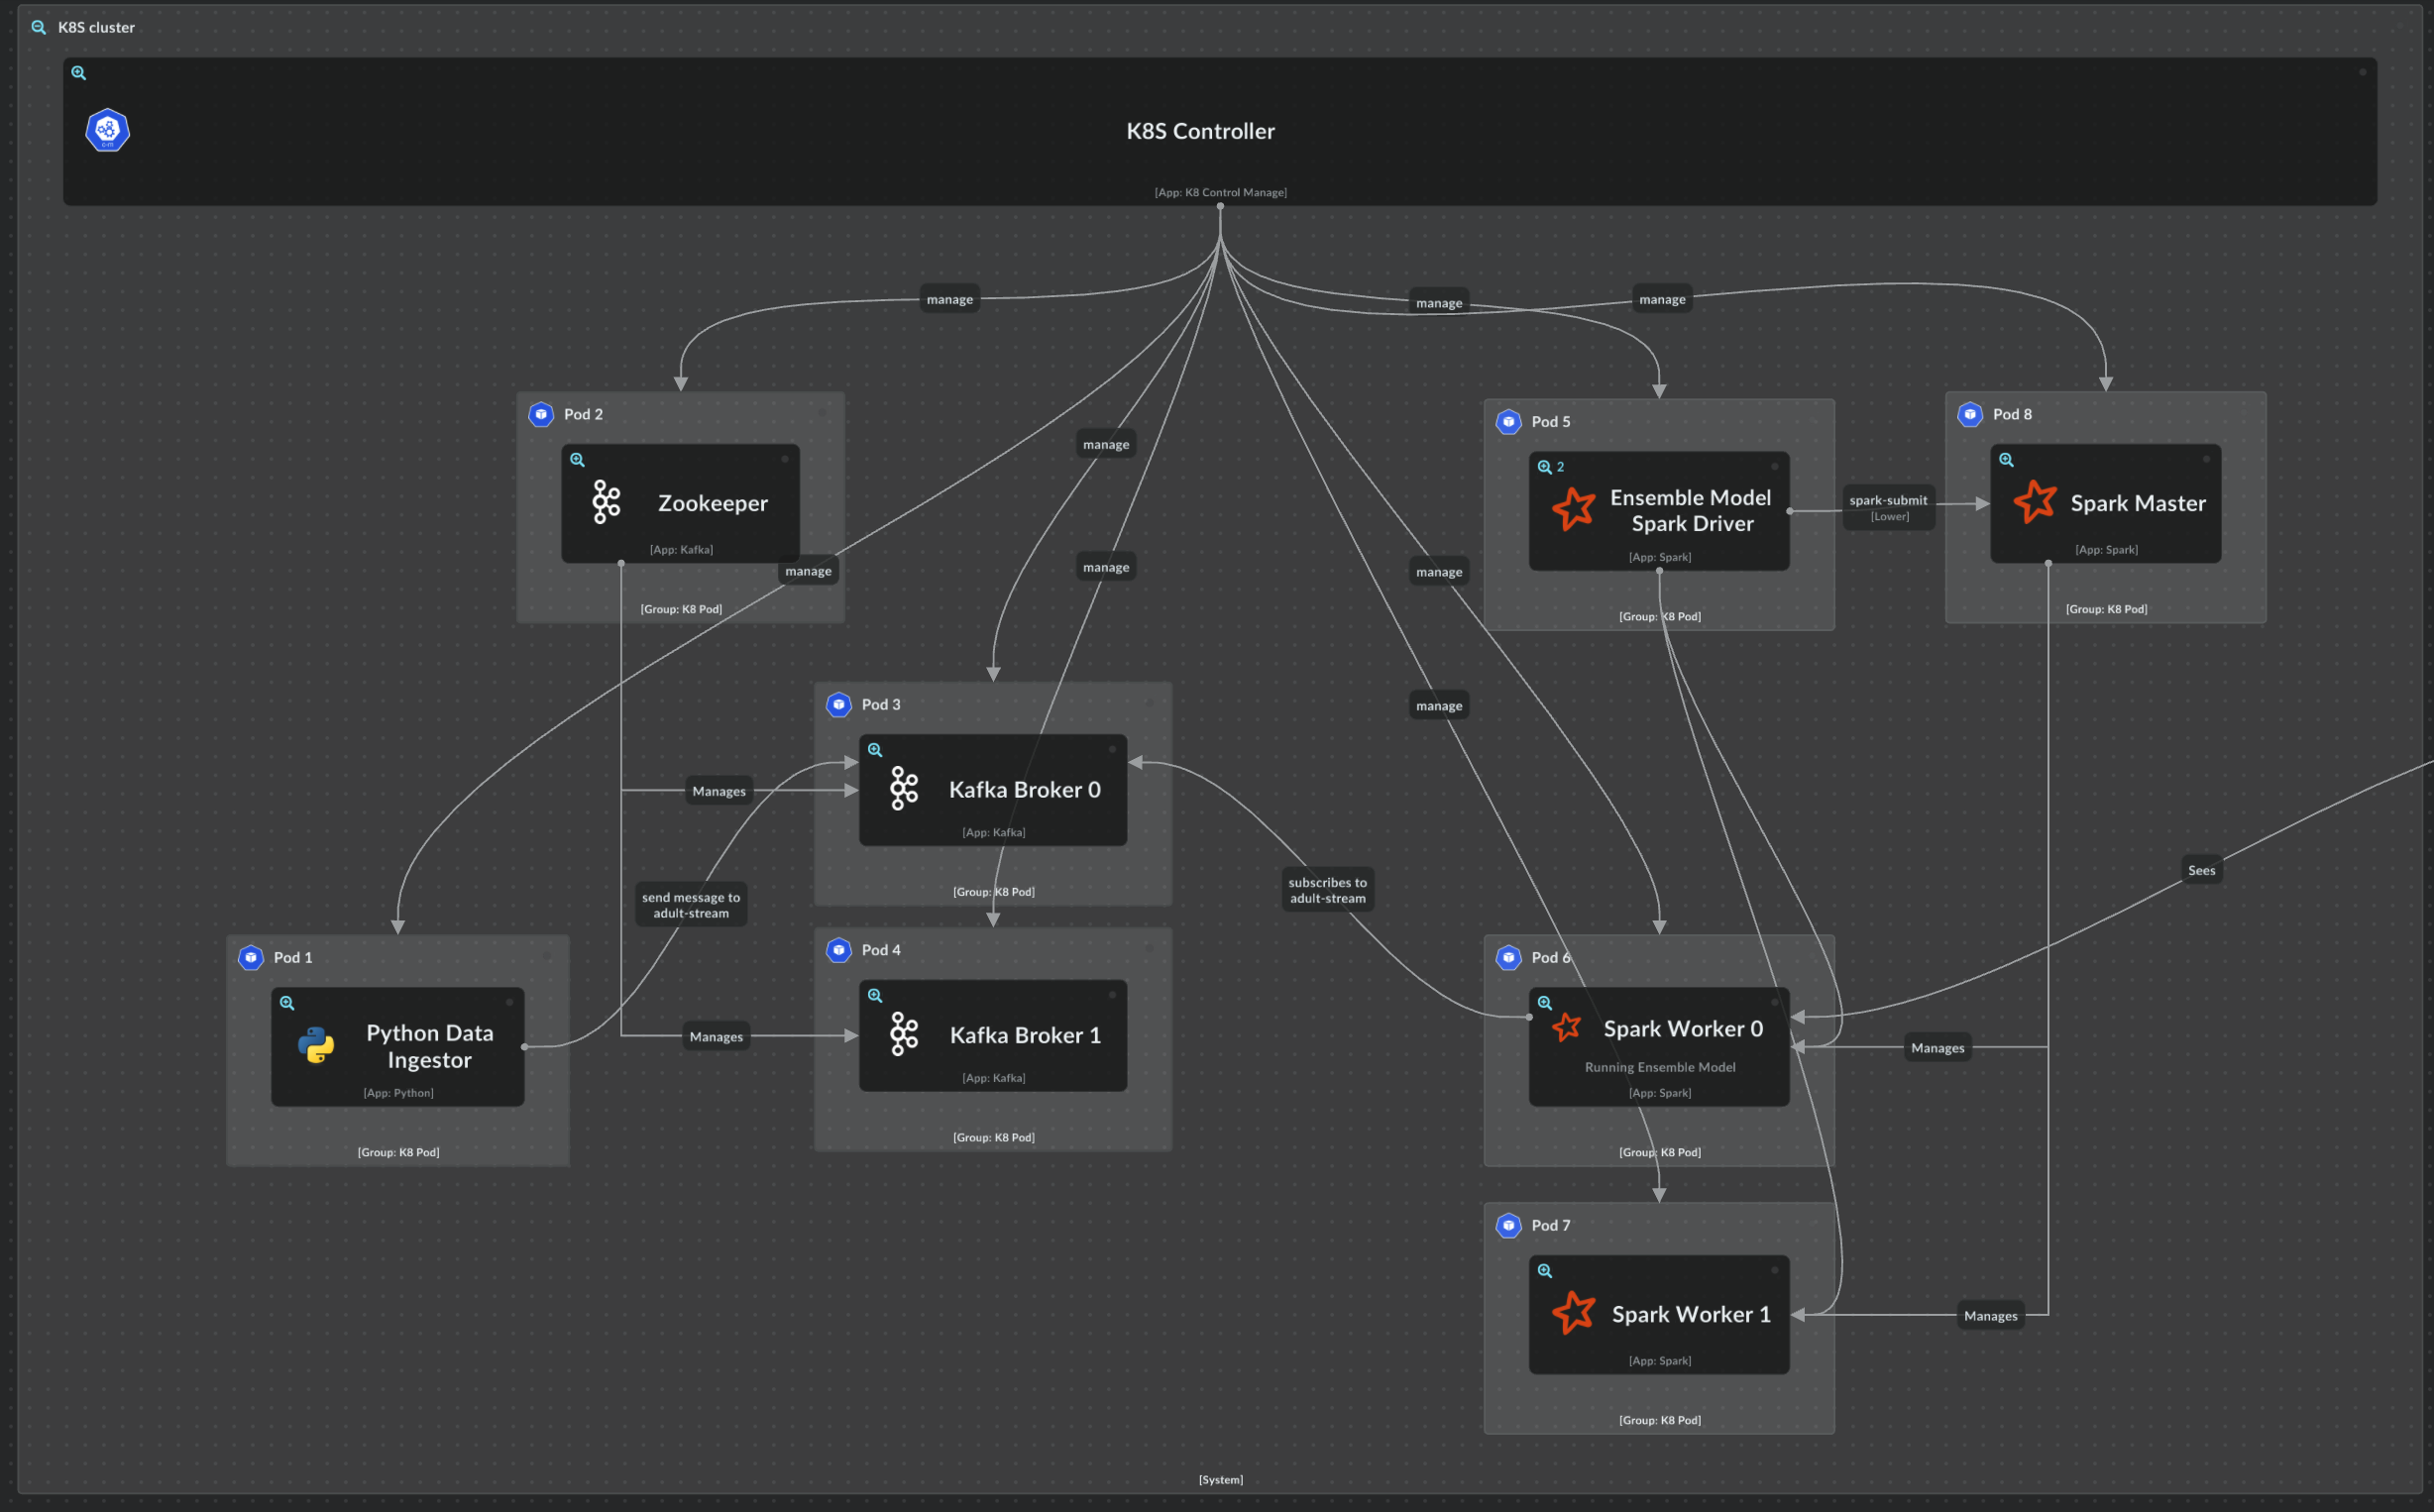 K8S cluster
K8S Controller
c-m
[App: K8 Control Manage]
manage
manage
manage
Pod 2
Zookeeper
[App: Kafka]
[Group: K8 Pod]
manage
manage
manage
manage
manage
Pod 5
2
Ensemble Model
Spark Driver
[App: Spark]
[Group: K8 Pod]
spark-submit
[Lower]
Pod 8
Spark Master
[App: Spark]
[Group: K8 Pod]
Pod 3
Kafka Broker 0
[App: Kafka]
[Group: K8 Pod]
Manages
send message to
adult-stream
subscribes to
adult-stream
Sees
Pod 1
Python Data
Ingestor
[App: Python]
[Group: K8 Pod]
Manages
Pod 4
Kafka Broker 1
[App: Kafka]
[Group: K8 Pod]
Pod 6
Spark Worker 0
Running Ensemble Model
[App: Spark]
[Group: K8 Pod]
Manages
Pod 7
Spark Worker 1
[App: Spark]
[Group: K8 Pod]
Manages
[System]